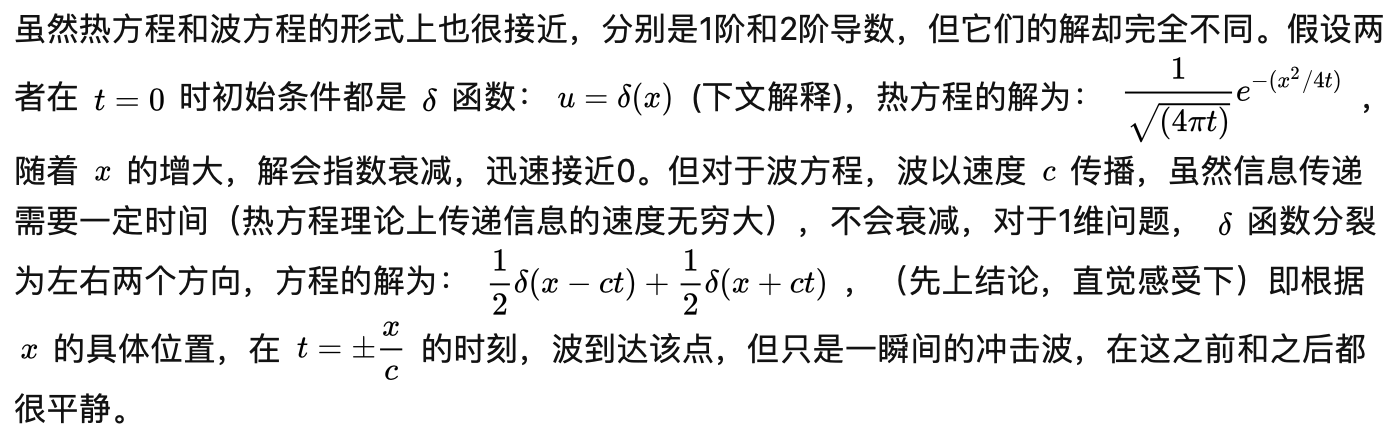 虽然热方程和波方程的形式上也很接近，分别是1阶和2阶导数，但它们的解却完全不同。假设两
者在 t = 0 时初始条件都是 δ 函数： u = δ(x) (下文解释)，热方程的解为： \frac{1}{\sqrt{(4πt)}}e^{-(x^2/4t)} ，
随着 x 的增大，解会指数衰减，迅速接近0。但对于波方程，波以速度 c 传播，虽然信息传递
需要一定时间（热方程理论上传递信息的速度无穷大），不会衰减，对于1维问题， δ 函数分裂
为左右两个方向，方程的解为： \frac{1}{2}δ(x − ct) + \frac{1}{2}δ(x + ct) ，（先上结论，直觉感受下）即根据
x 的具体位置，在 t = ±\frac{x}{c} 的时刻，波到达该点，但只是一瞬间的冲击波，在这之前和之后都
很平静。